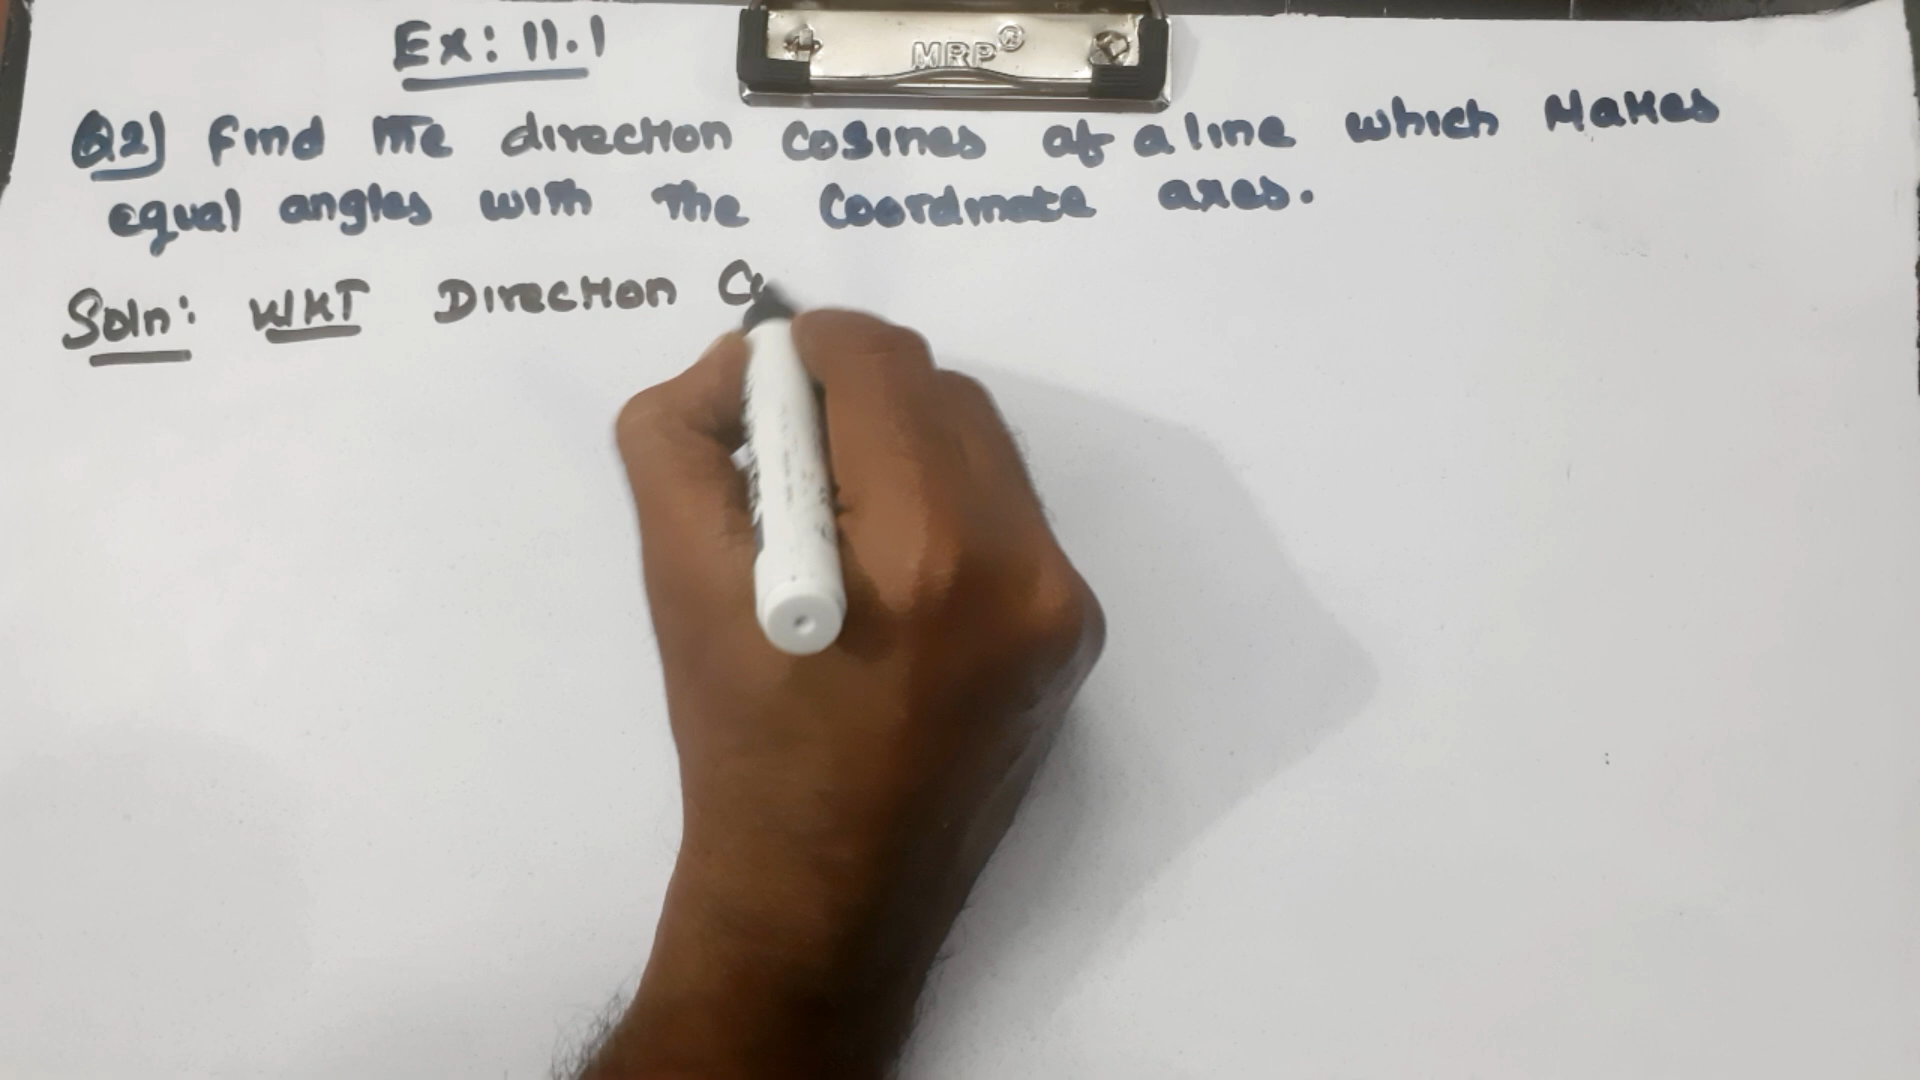 Ex: 11.1
MRP®
Q2) Find the direction cosines of a line which Makes
equal angles with the Coordinate axes.
Soln: WKT Direction Co